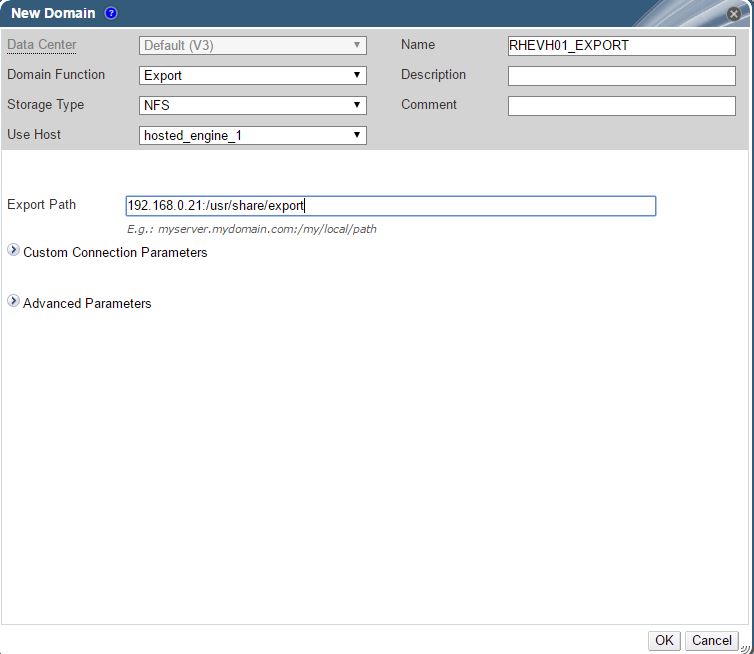 New Domain ?
Data Center Default (V3) Name RHEVH01_EXPORT
Domain Function Export Description
Storage Type NFS Comment
Use Host hosted_engine_1
Export Path 192.168.0.21:/usr/share/export
E.g.: myserver.mydomain.com:/my/local/path
Custom Connection Parameters
Advanced Parameters
OK Cancel